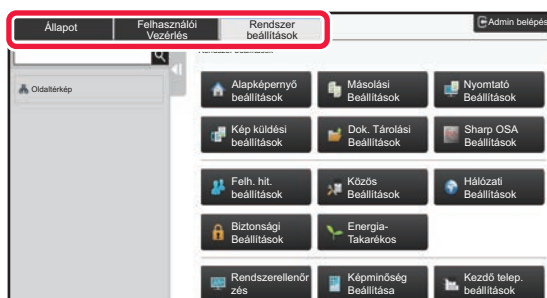 Állapot
Felhasználói
Vezérlés
Rendszer
beállítások
Admin belépés
Oldaltérkép
Alapképernyő
beállítások
Másolási
Beállítások
Nyomtató
Beállítások
Kép küldési
beállítások
Dok. Tárolási
Beállítások
Sharp OSA
Beállítások
Felh. hit.
beállítások
Közös
Beállítások
Hálózati
Beállítások
Biztonsági
Beállítások
Energia-
Takarékos
Rendszerellenőr
zés
Képminőség
Beállítása
Kezdő telep.
beállítások